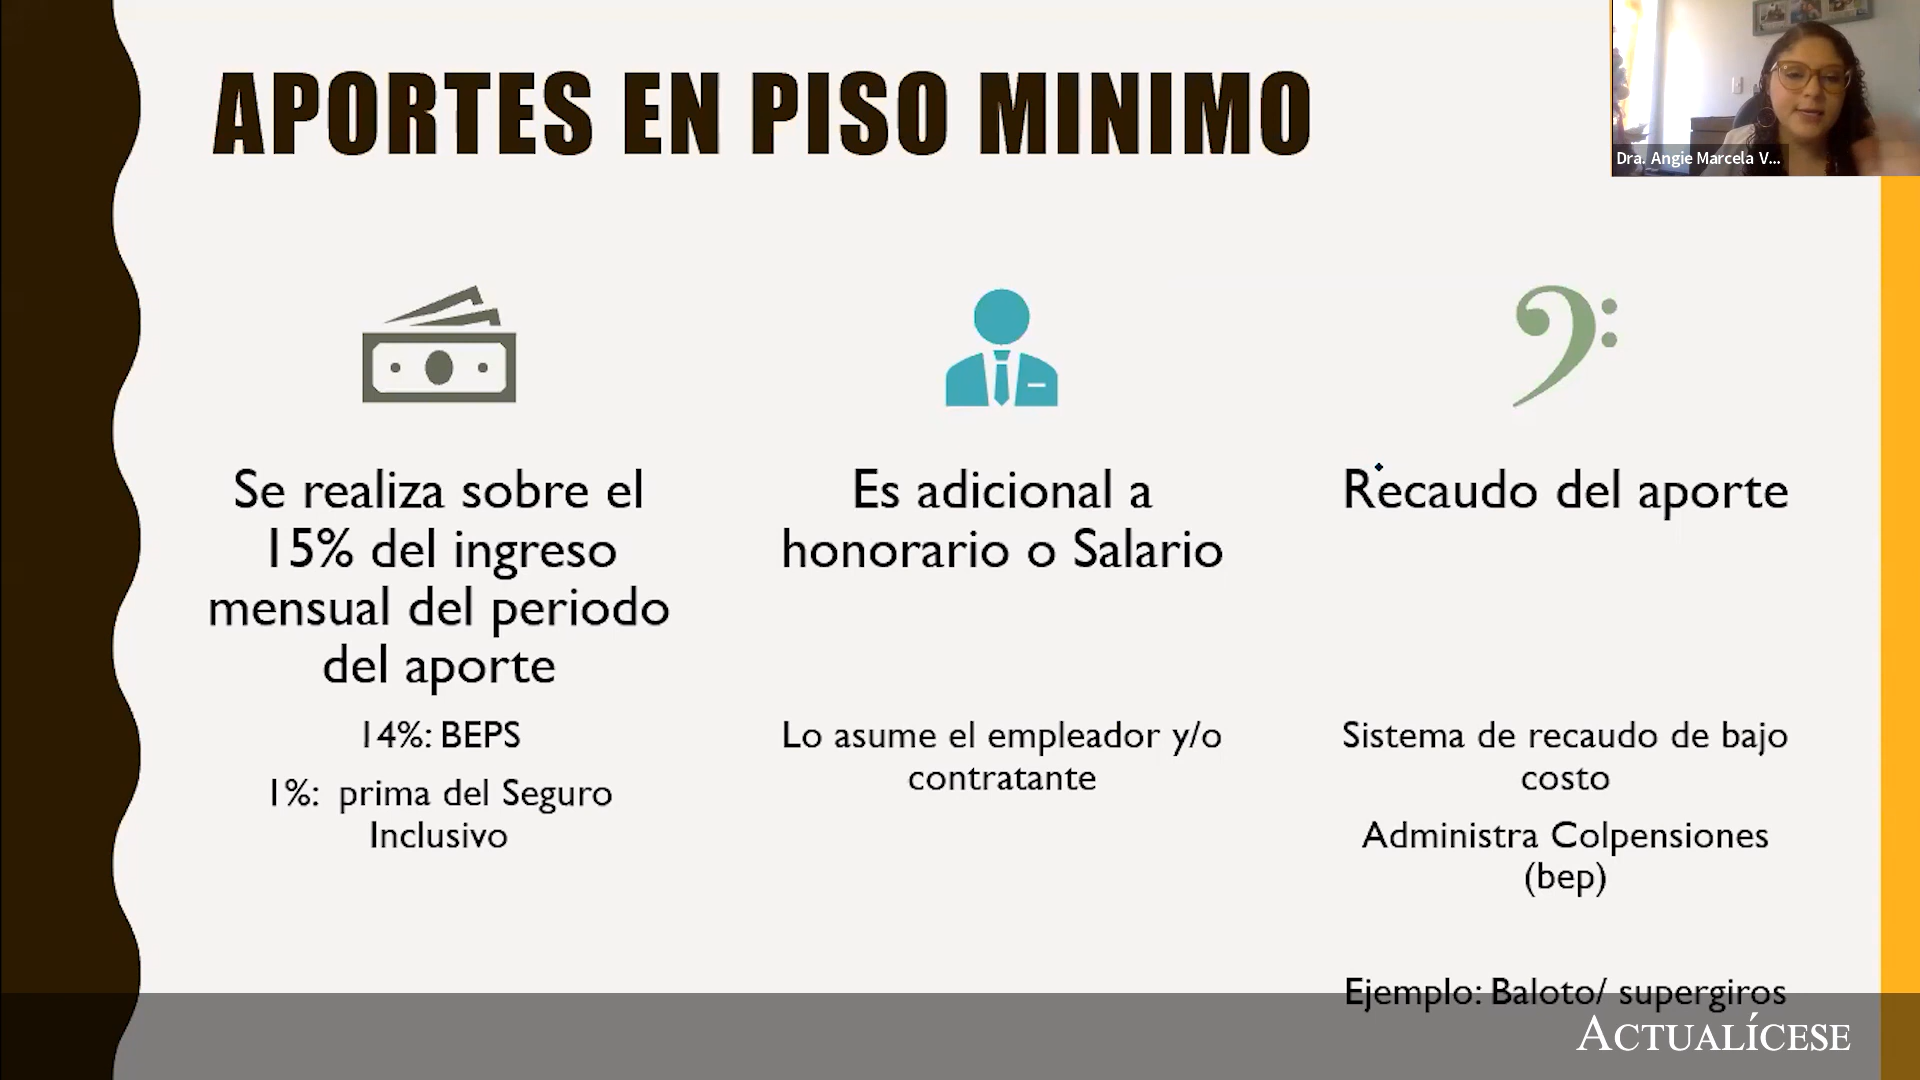 APORTES EN PISO MINIMO
Dra. Angie Marcela V...
Se realiza sobre el
15% del ingreso
mensual del periodo
del aporte
14%: BEPS
1%: prima del Seguro
Inclusivo
Es adicional a
honorario o Salario
Lo asume el empleador y/o
contratante
Recaudo del aporte
Sistema de recaudo de bajo
costo
Administra Colpensiones
(bep)
Ejemplo: Baloto/ supergiros
ACTUALÍCESE